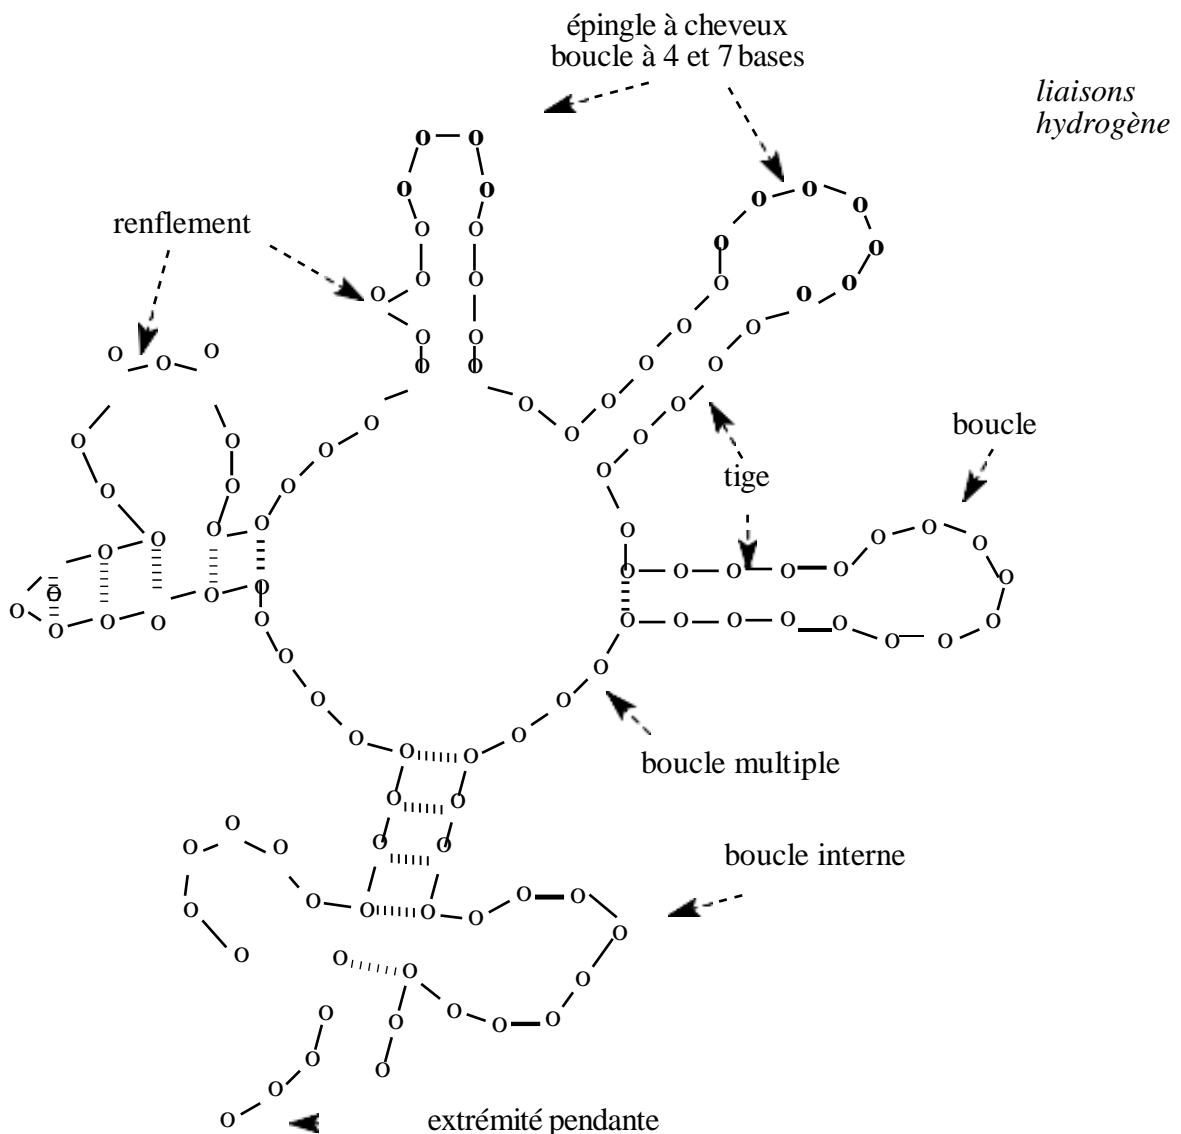 épingle à cheveux
boucle à 4 et 7 bases
liaisons
hydrogène
renflement
boucle
tige
boucle multiple
boucle interne
extrémité pendante